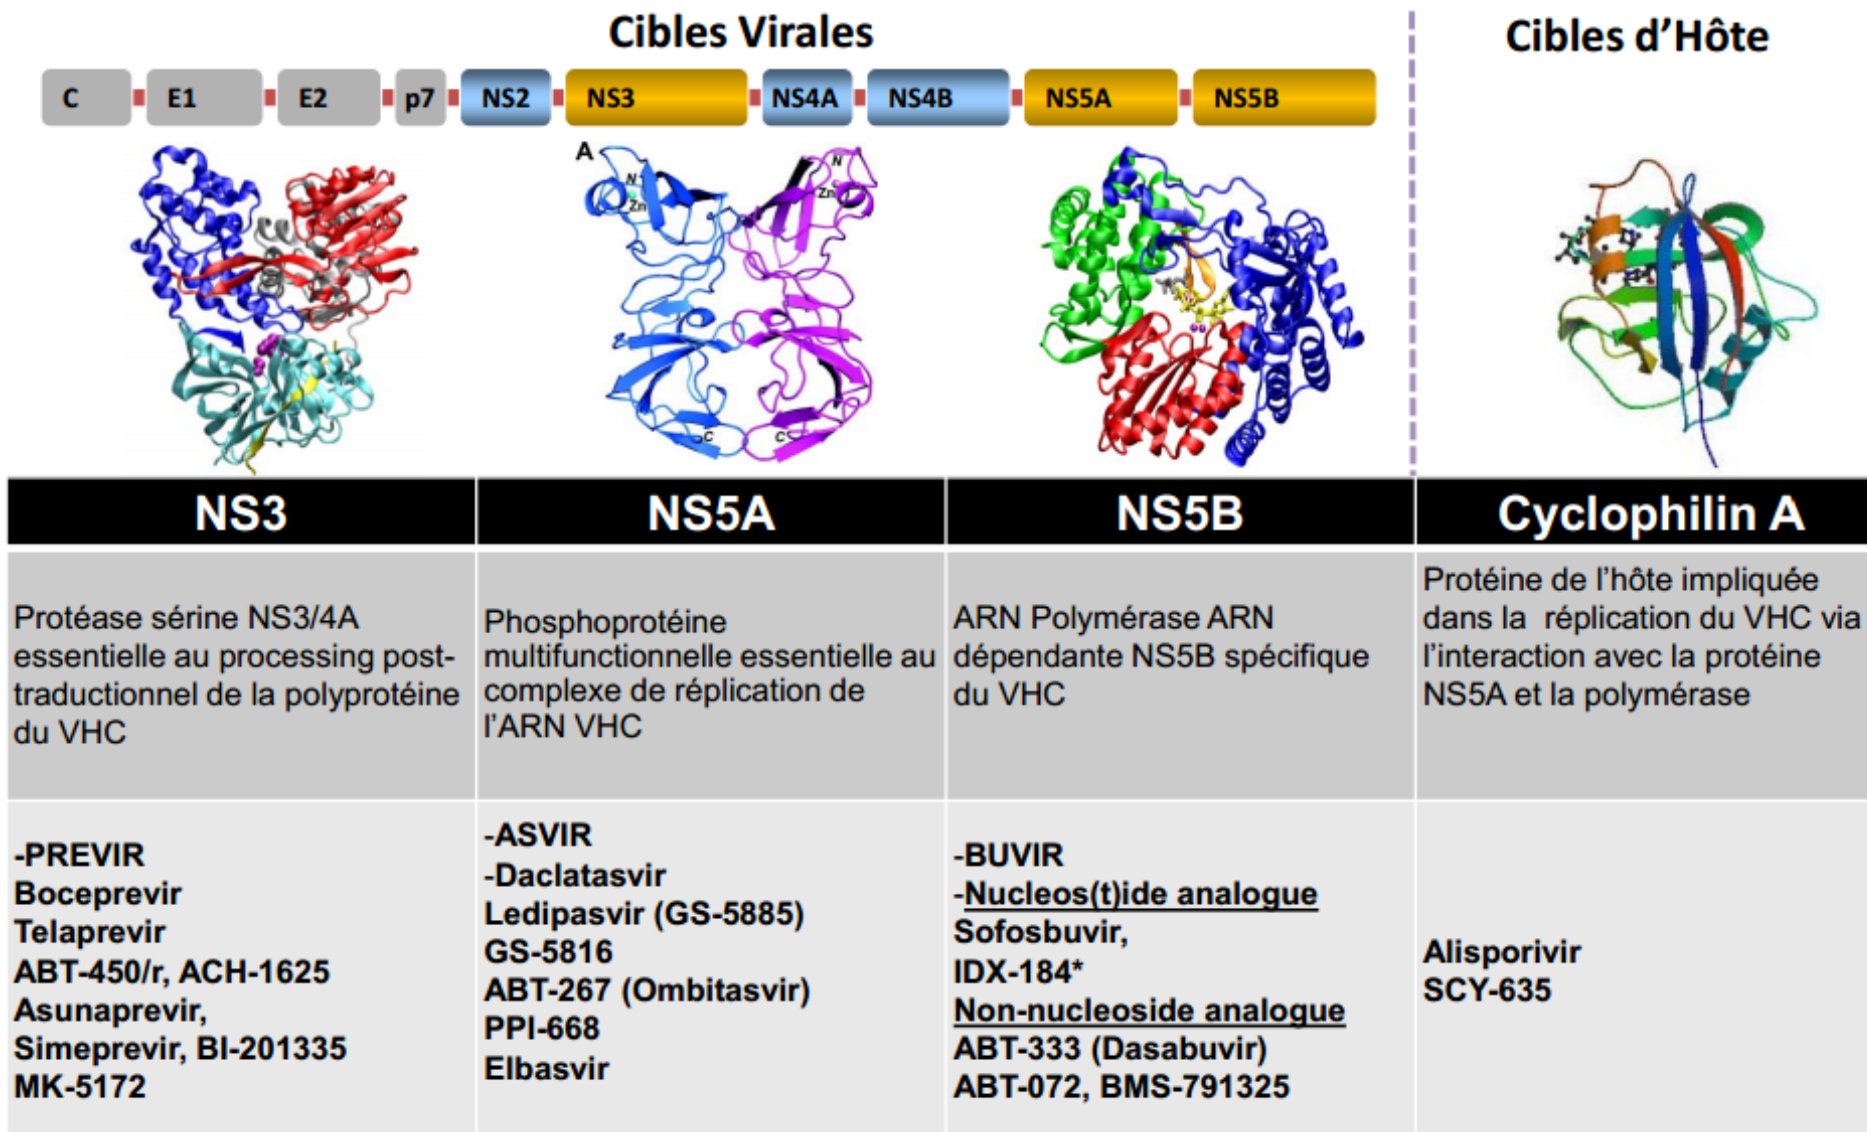 Cibles Virales
Cibles d'Hôte
C E1 E2 p7 NS2 NS3 NS4A NS4B NS5A NS5B
A
N
Zn
N
Zn
C
C
NS3
NS5A
NS5B
Cyclophilin A
Protéase sérine NS3/4A
essentielle au processing post-
traductionnel de la polyprotéine
du VHC
Phosphoprotéine
multifunctionnelle essentielle au
complexe de réplication de
l'ARN VHC
ARN Polymérase ARN
dépendante NS5B spécifique
du VHC
Protéine de l'hôte impliquée
dans la réplication du VHC via
l'interaction avec la protéine
NS5A et la polymérase
-PREVIR
Boceprevir
Telaprevir
ABT-450/r, ACH-1625
Asunaprevir,
Simeprevir, BI-201335
MK-5172
-ASVIR
-Daclatasvir
Ledipasvir (GS-5885)
GS-5816
ABT-267 (Ombitasvir)
PPI-668
Elbasvir
-BUVIR
-Nucleos(t)ide analogue
Sofosbuvir,
IDX-184*
Non-nucleoside analogue
ABT-333 (Dasabuvir)
ABT-072, BMS-791325
Alisporivir
SCY-635